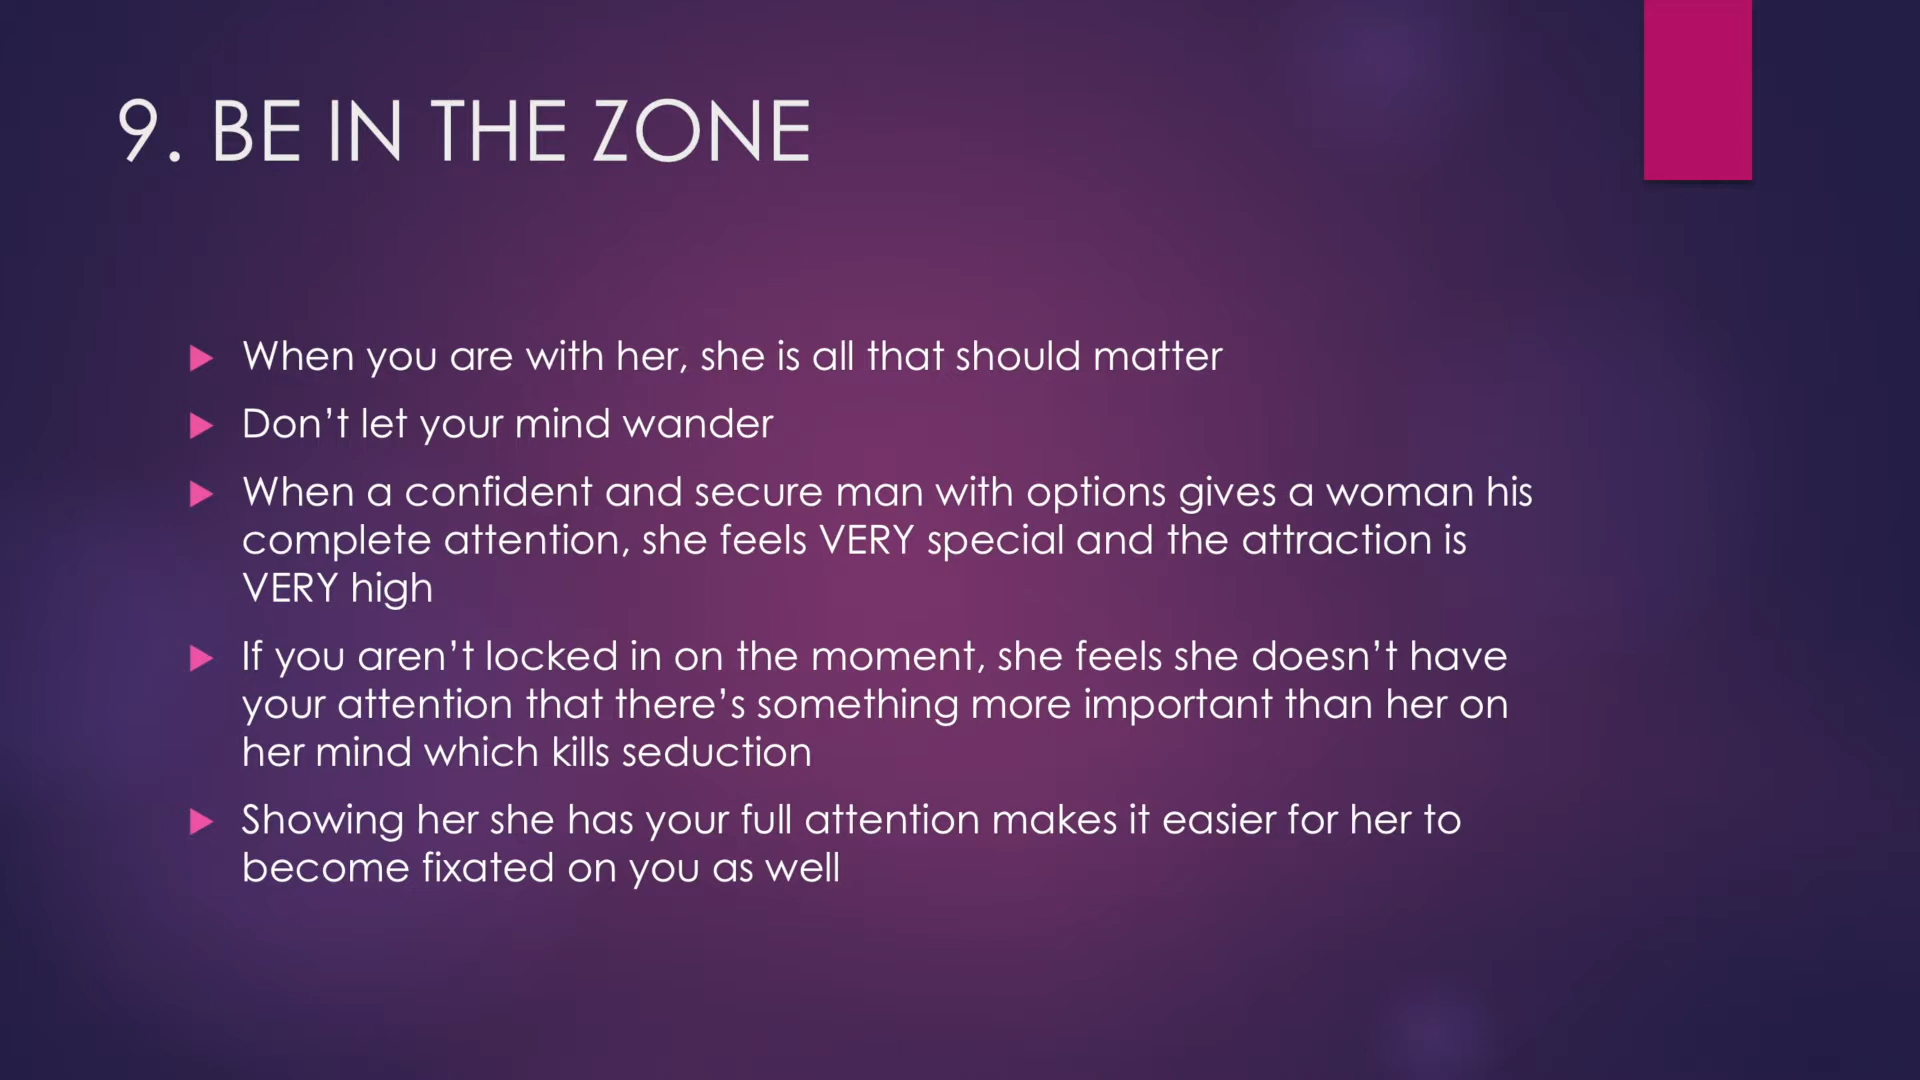 9. BE IN THE ZONE
When you are with her, she is all that should matter
Don’t let your mind wander
When a confident and secure man with options gives a woman his
complete attention, she feels VERY special and the attraction is
VERY high
If you aren’t locked in on the moment, she feels she doesn’t have
your attention that there’s something more important than her on
her mind which kills seduction
Showing her she has your full attention makes it easier for her to
become fixated on you as well